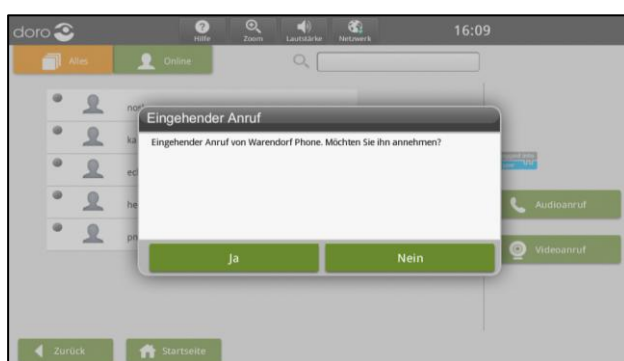 doro
Hilfe
Zoom
Lautstärke
Netzwerk
16:09
Alles
Online
Eingehender Anruf
Eingehender Anruf von Warendorf Phone. Möchten Sie ihn annehmen?
Ja
Nein
Audioanruf
Videoanruf
Zurück
Startseite